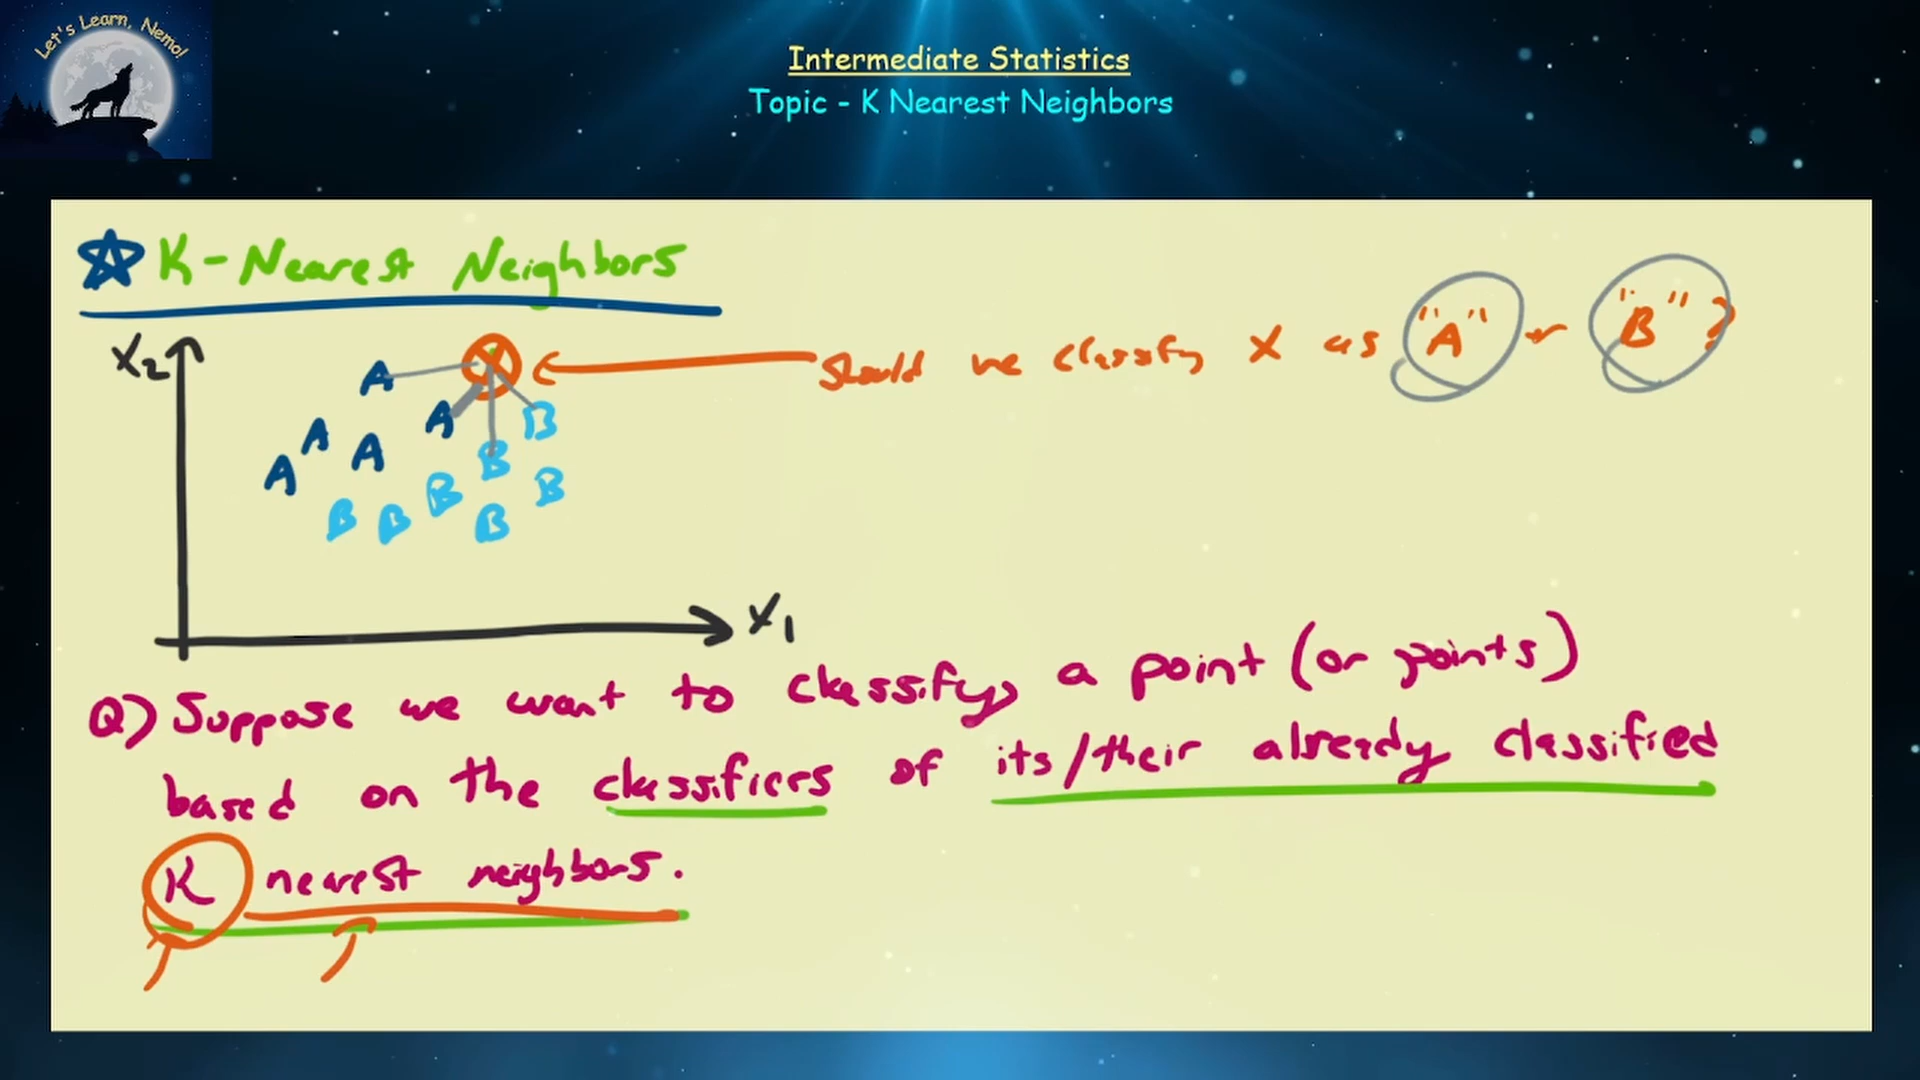 Let's Learn, Nemo!
Intermediate Statistics
Topic - K Nearest Neighbors
K-Nearest Neighbors
X2
A
A
B
A
A
B
A
B
B
B
B
B
X1
Should we classify X as "A" or "B"?
Q) Suppose we want to classify a point (or points)
based on the classifiers of its/their already classified
K nearest neighbors.